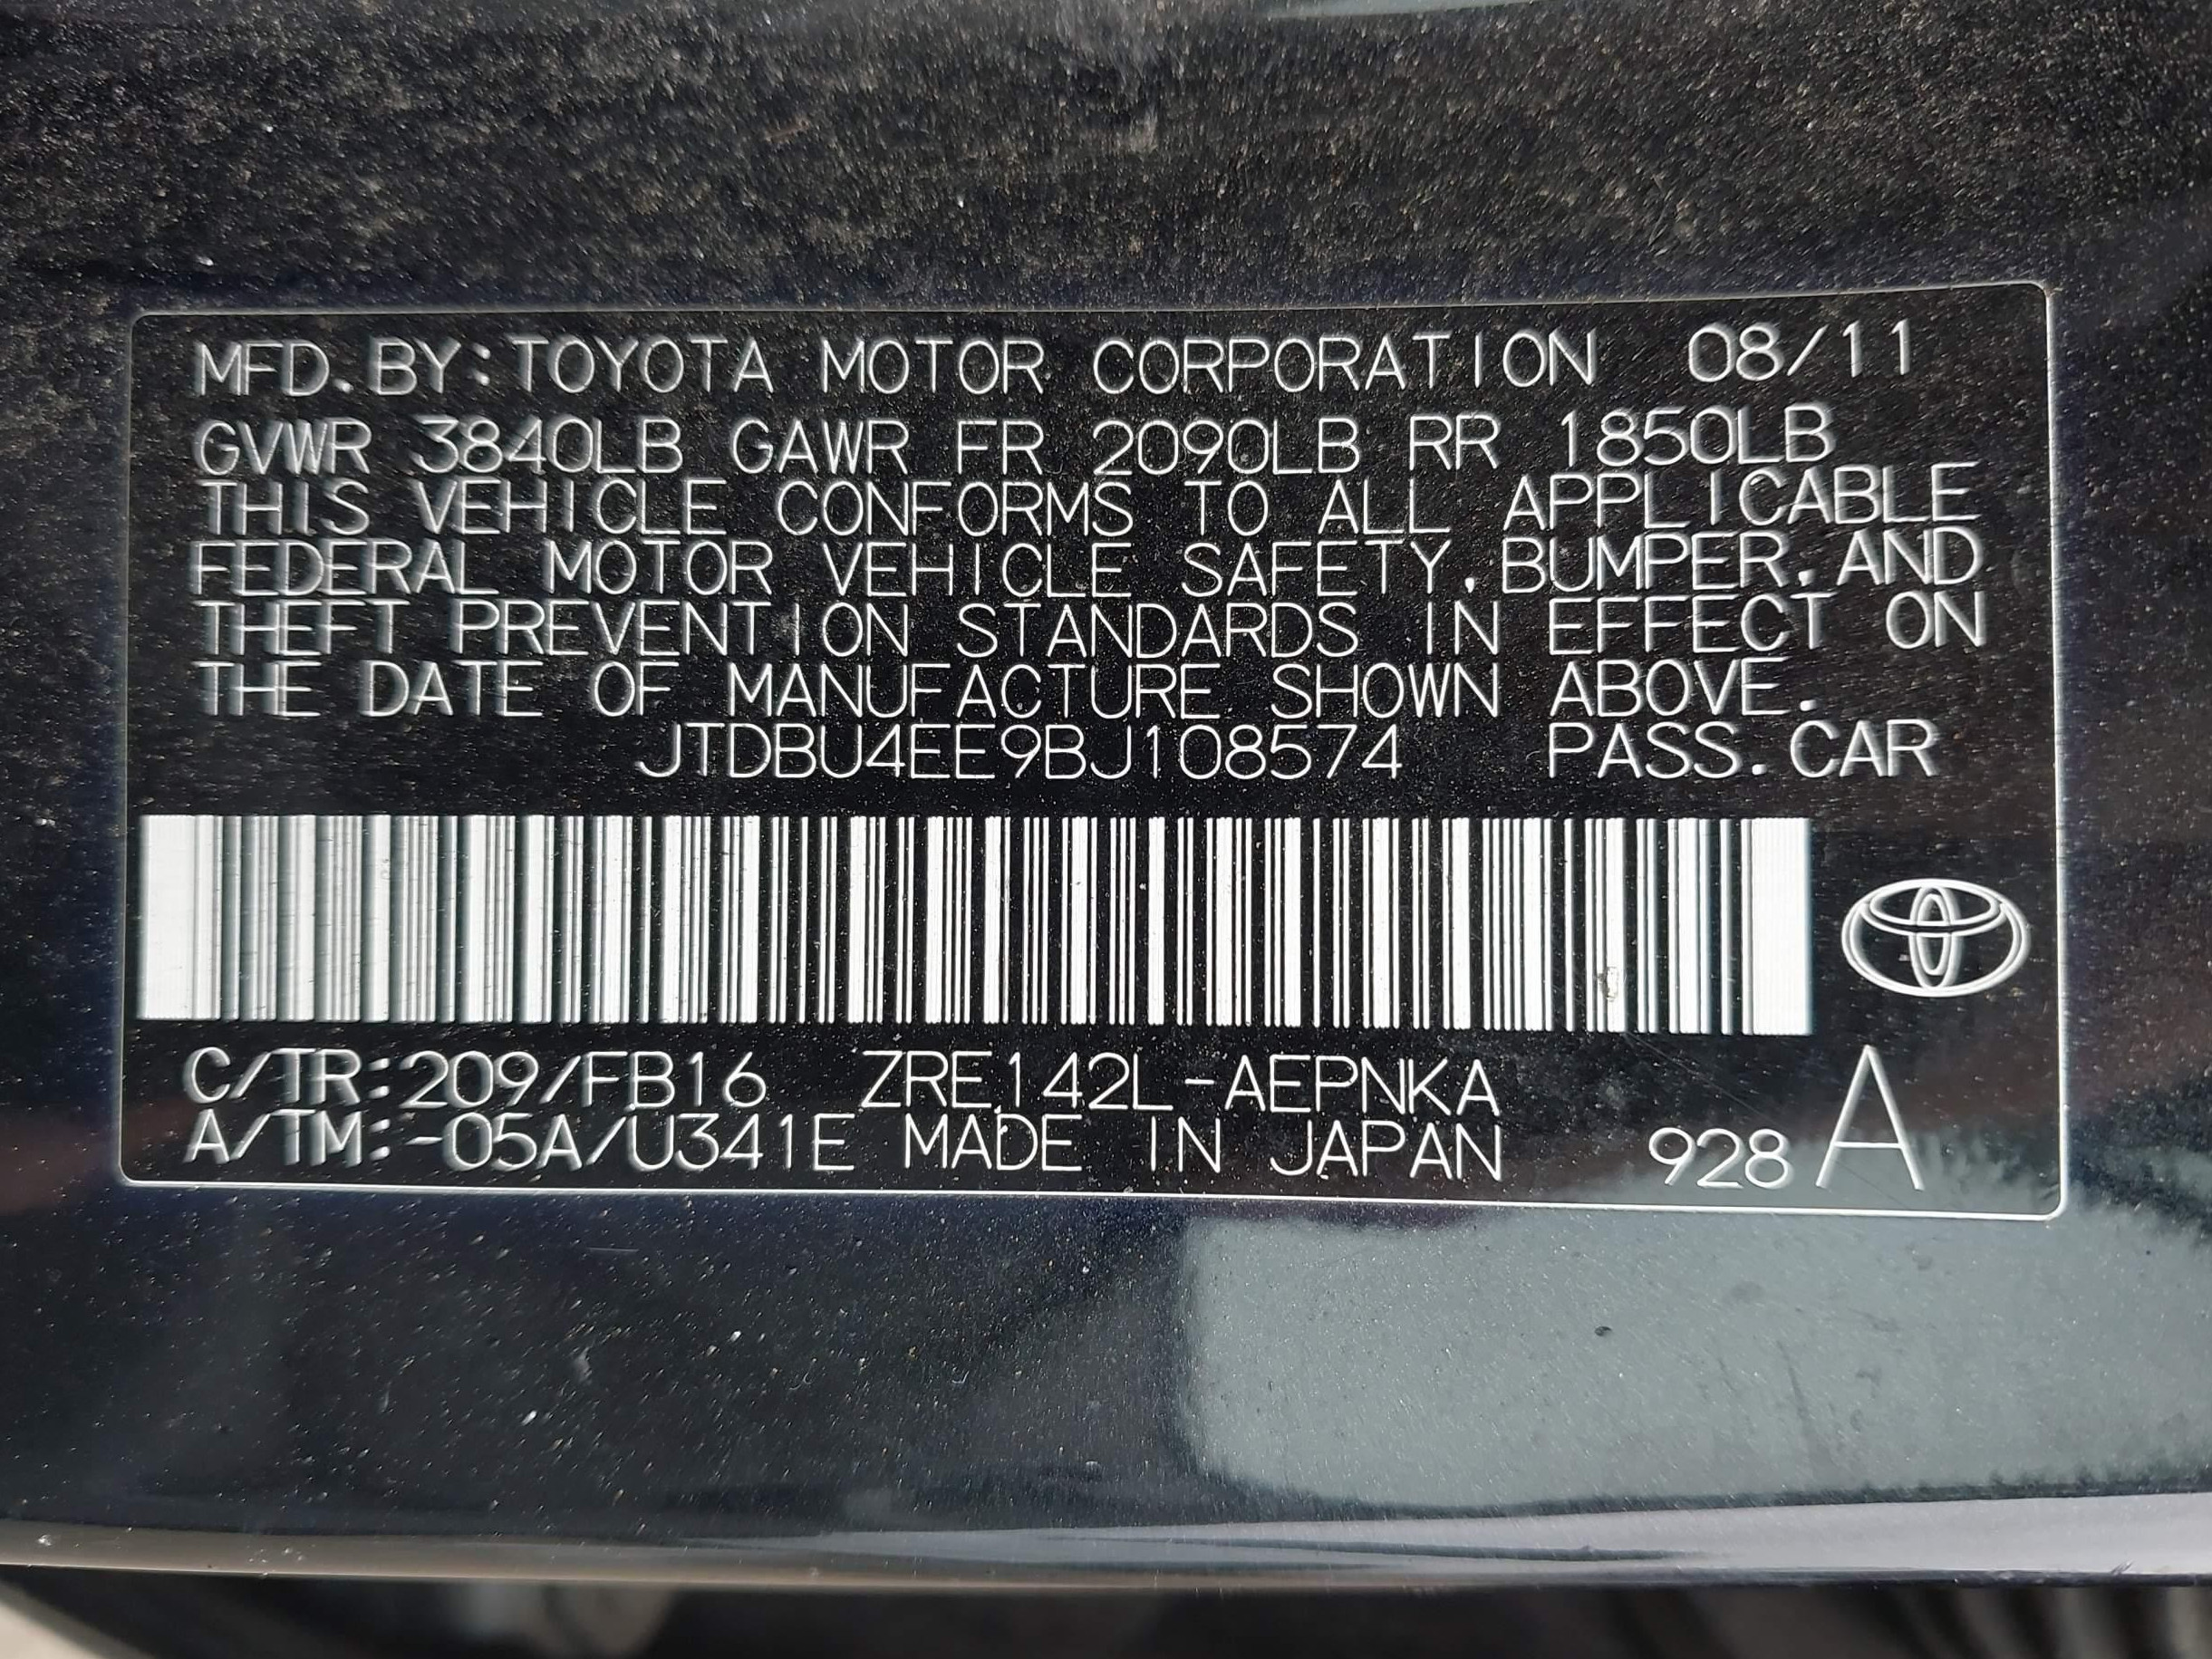 MFD.BY:TOYOTA MOTOR CORPORATION 08/11
GVWR 3840LB GAWR FR 2090LB RR 1850LB
THIS VEHICLE CONFORMS TO ALL APPLICABLE
FEDERAL MOTOR VEHICLE SAFETY,BUMPER,AND
THEFT PREVENTION STANDARDS IN EFFECT ON
THE DATE OF MANUFACTURE SHOWN ABOVE.
JTDBU4EE9BJ108574 PASS.CAR
C/TR:209/FB16 ZRE142L-AEPNKA
A/TM:-05A/U341E MADE IN JAPAN 928 A